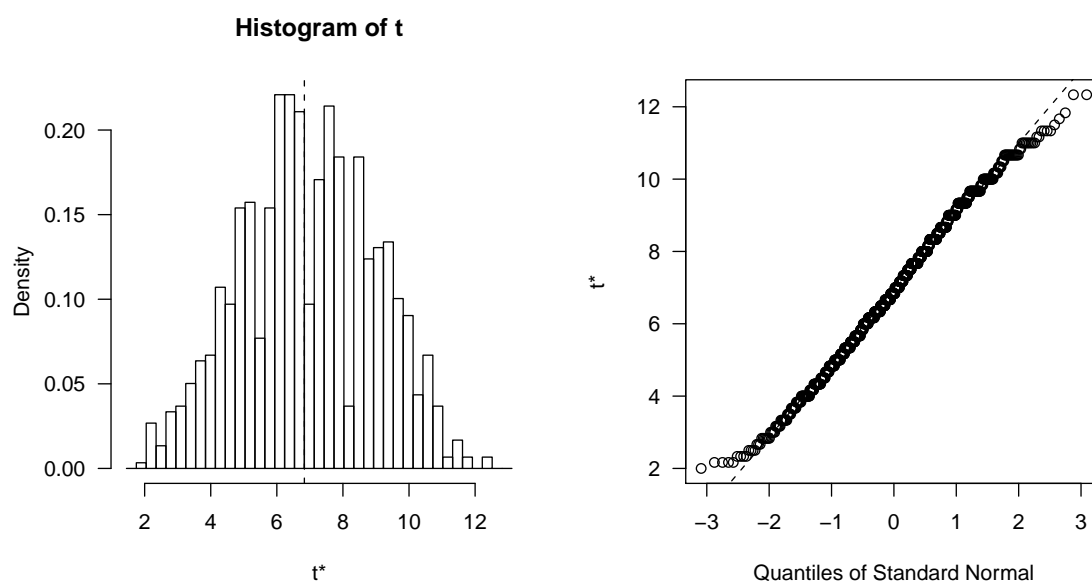 Histogram of t
Density
0.00
0.05
0.10
0.15
0.20
2 4 6 8 10 12
t*
t*
2
4
6
8
10
12
−3 −2 −1 0 1 2 3
Quantiles of Standard Normal